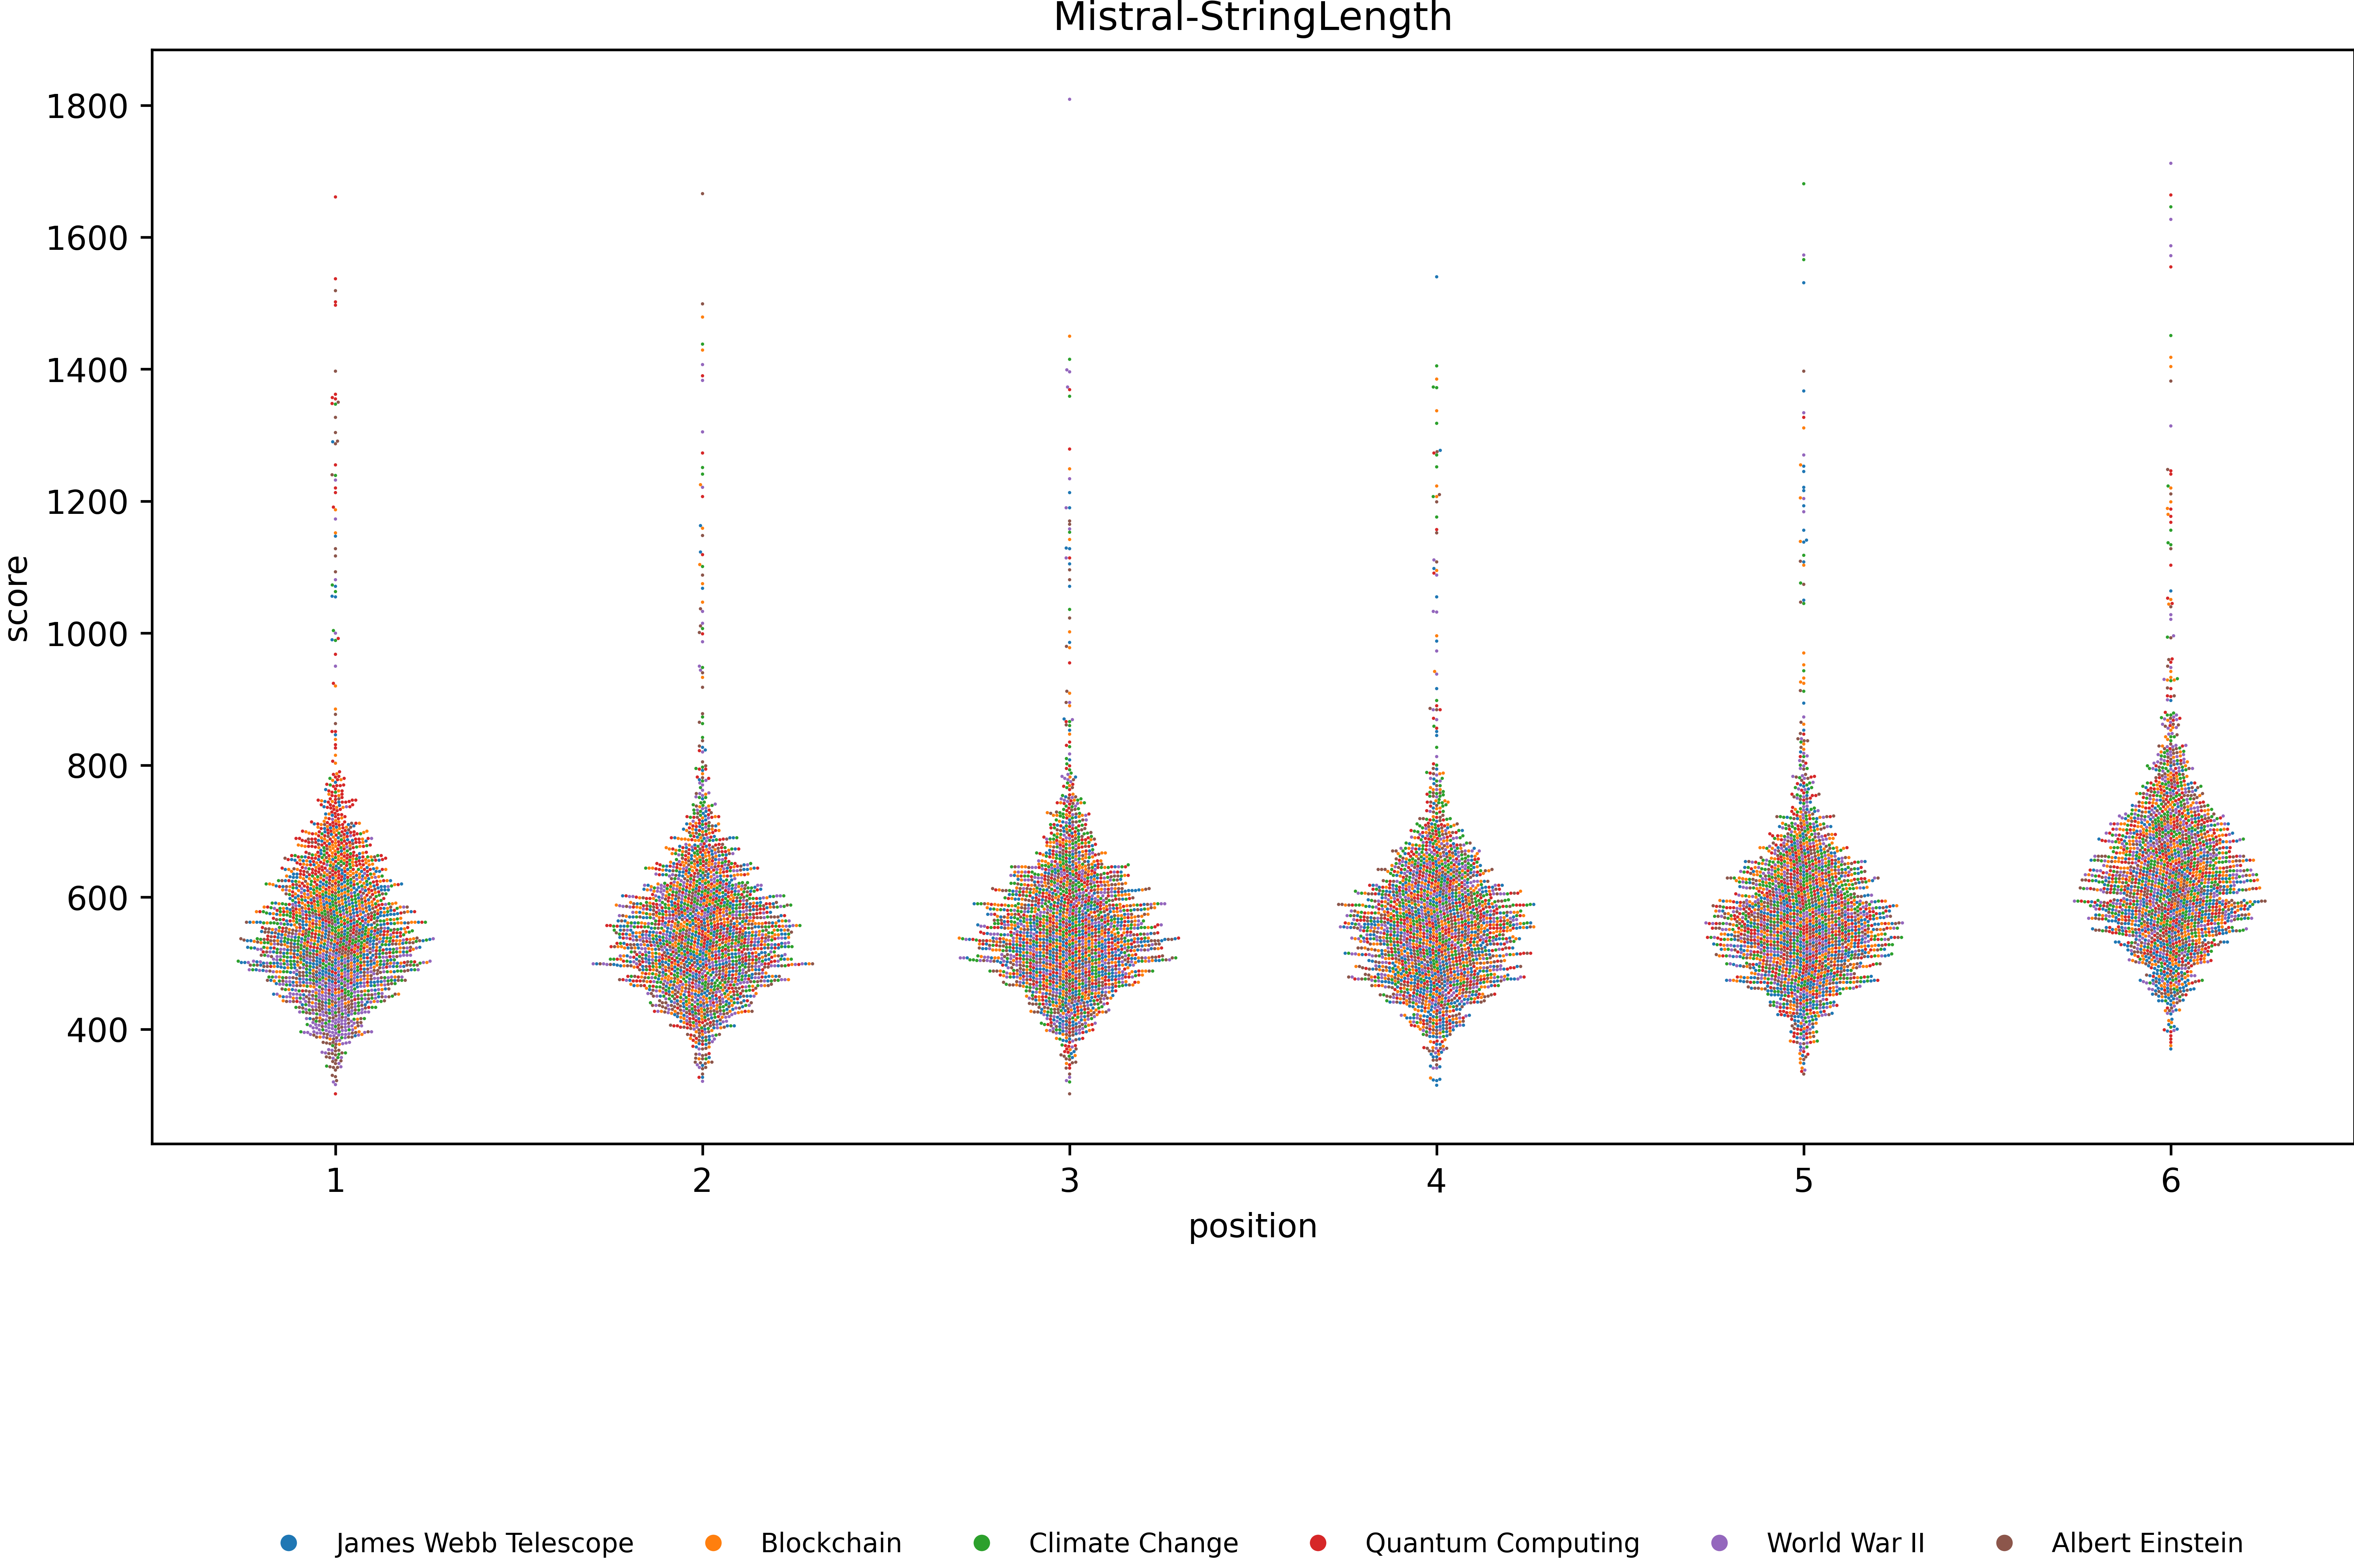 Mistral-StringLength
1800
1600
1400
1200
1000
800
600
400
score
1 2 3 4 5 6
position
James Webb Telescope Blockchain Climate Change Quantum Computing World War II Albert Einstein